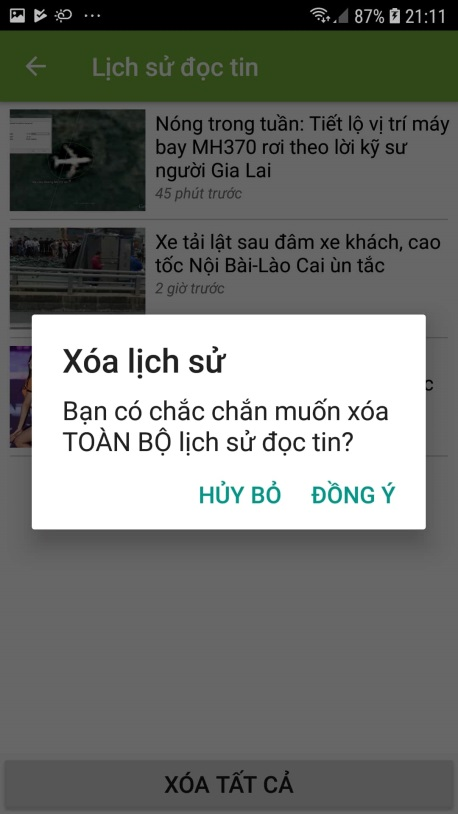 87% 21:11
Lịch sử đọc tin
Nóng trong tuần: Tiết lộ vị trí máy
bay MH370 rơi theo lời kỹ sư
người Gia Lai
45 phút trước
Xe tải lật sau đâm xe khách, cao
tốc Nội Bài-Lào Cai ùn tắc
2 giờ trước
Xóa lịch sử
Bạn có chắc chắn muốn xóa
TOÀN BỘ lịch sử đọc tin?
HỦY BỎ ĐỒNG Ý
XÓA TẤT CẢ